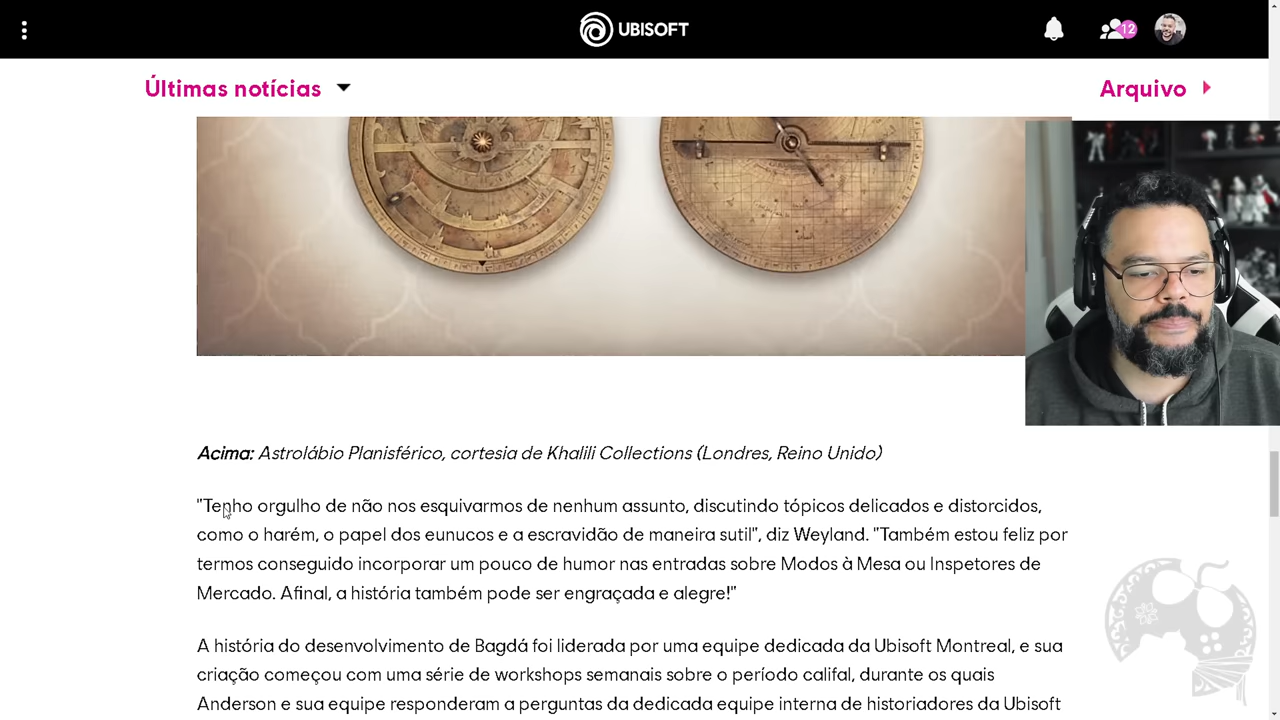 UBISOFT
12
Últimas notícias
Arquivo
Acima: Astrolábio Planisférico, cortesia de Khalili Collections (Londres, Reino Unido)
"Tenho orgulho de não nos esquivarmos de nenhum assunto, discutindo tópicos delicados e distorcidos,
como o harém, o papel dos eunucos e a escravidão de maneira sutil", diz Weyland. "Também estou feliz por
termos conseguido incorporar um pouco de humor nas entradas sobre Modos à Mesa ou Inspetores de
Mercado. Afinal, a história também pode ser engraçada e alegre!"
A história do desenvolvimento de Bagdá foi liderada por uma equipe dedicada da Ubisoft Montreal, e sua
criação começou com uma série de workshops semanais sobre o período califal, durante os quais
Anderson e sua equipe responderam a perguntas da dedicada equipe interna de historiadores da Ubisoft